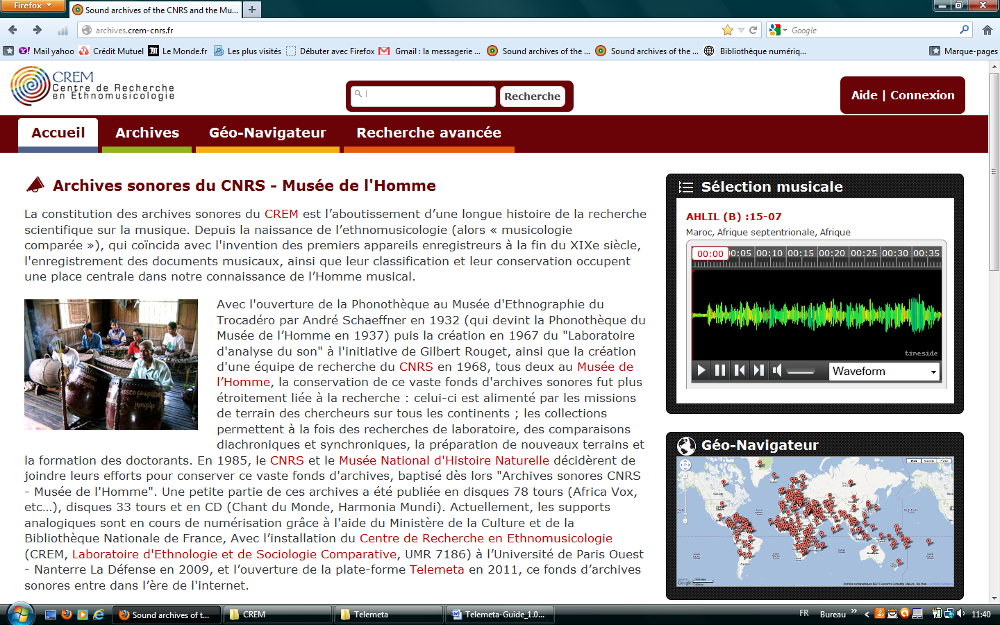 Firefox
Sound archives of the CNRS and the Mu...
archives.crem-cnrs.fr
Google
Mail yahoo
Crédit Mutuel
Le Monde.fr
Les plus visités
Débuter avec Firefox
Gmail : la messagerie ...
Sound archives of the ...
Sound archives of the ...
Bibliothèque numériq...
Marque-pages
CREM
Centre de Recherche
en Ethnomusicologie
Recherche
Aide | Connexion
Accueil
Archives
Géo-Navigateur
Recherche avancée
Archives sonores du CNRS - Musée de l'Homme
La constitution des archives sonores du CREM est l’aboutissement d’une longue histoire de la recherche
scientifique sur la musique. Depuis la naissance de l’ethnomusicologie (alors « musicologie
comparée »), qui coïncida avec l'invention des premiers appareils enregistreurs à la fin du XIXe siècle,
l'enregistrement des documents musicaux, ainsi que leur classification et leur conservation occupent
une place centrale dans notre connaissance de l’Homme musical.
Avec l'ouverture de la Phonothèque au Musée d'Ethnographie du
Trocadéro par André Schaeffner en 1932 (qui devint la Phonothèque du
Musée de l’Homme en 1937) puis la création en 1967 du "Laboratoire
d'analyse du son" à l'initiative de Gilbert Rouget, ainsi que la création
d'une équipe de recherche du CNRS en 1968, tous deux au Musée de
l’Homme, la conservation de ce vaste fonds d'archives sonores fut plus
étroitement liée à la recherche : celui-ci est alimenté par les missions
de terrain des chercheurs sur tous les continents ; les collections
permettent à la fois des recherches de laboratoire, des comparaisons
diachroniques et synchroniques, la préparation de nouveaux terrains et
la formation des doctorants. En 1985, le CNRS et le Musée National d'Histoire Naturelle décidèrent de
joindre leurs efforts pour conserver ce vaste fonds d'archives, baptisé dès lors "Archives sonores CNRS
- Musée de l'Homme". Une petite partie de ces archives a été publiée en disques 78 tours (Africa Vox,
etc...), disques 33 tours et en CD (Chant du Monde, Harmonia Mundi). Actuellement, les supports
analogiques sont en cours de numérisation grâce à l'aide du Ministère de la Culture et de la
Bibliothèque Nationale de France, Avec l’installation du Centre de Recherche en Ethnomusicologie
(CREM, Laboratoire d'Ethnologie et de Sociologie Comparative, UMR 7186) à l’Université de Paris Ouest
- Nanterre La Défense en 2009, et l’ouverture de la plate-forme Telemeta en 2011, ce fonds d’archives
sonores entre dans l’ère de l'internet.
Sélection musicale
AHLIL (B) :15-07
Maroc, Afrique septentrionale, Afrique
00:00 00:05 00:10 00:15 00:20 00:25 00:30 00:35
timeside
Waveform
Géo-Navigateur
Sound archives of t...
CREM
Telemeta
Telemeta-Guide_1.0...
FR
Bureau
11:40